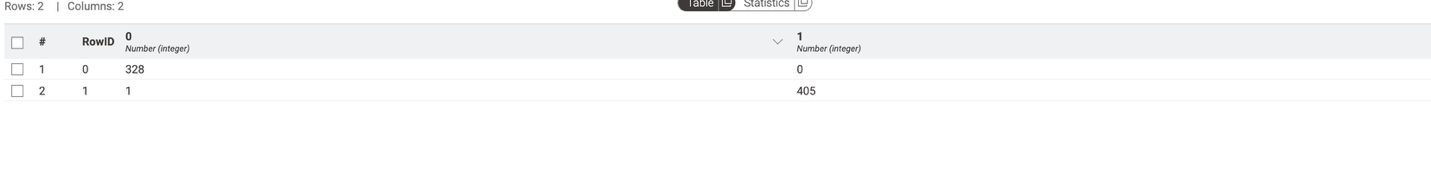 Rows: 2 | Columns: 2
Table Statistics
# RowID 0 1
Number (integer) Number (integer)
1 0 328 0
2 1 1 405